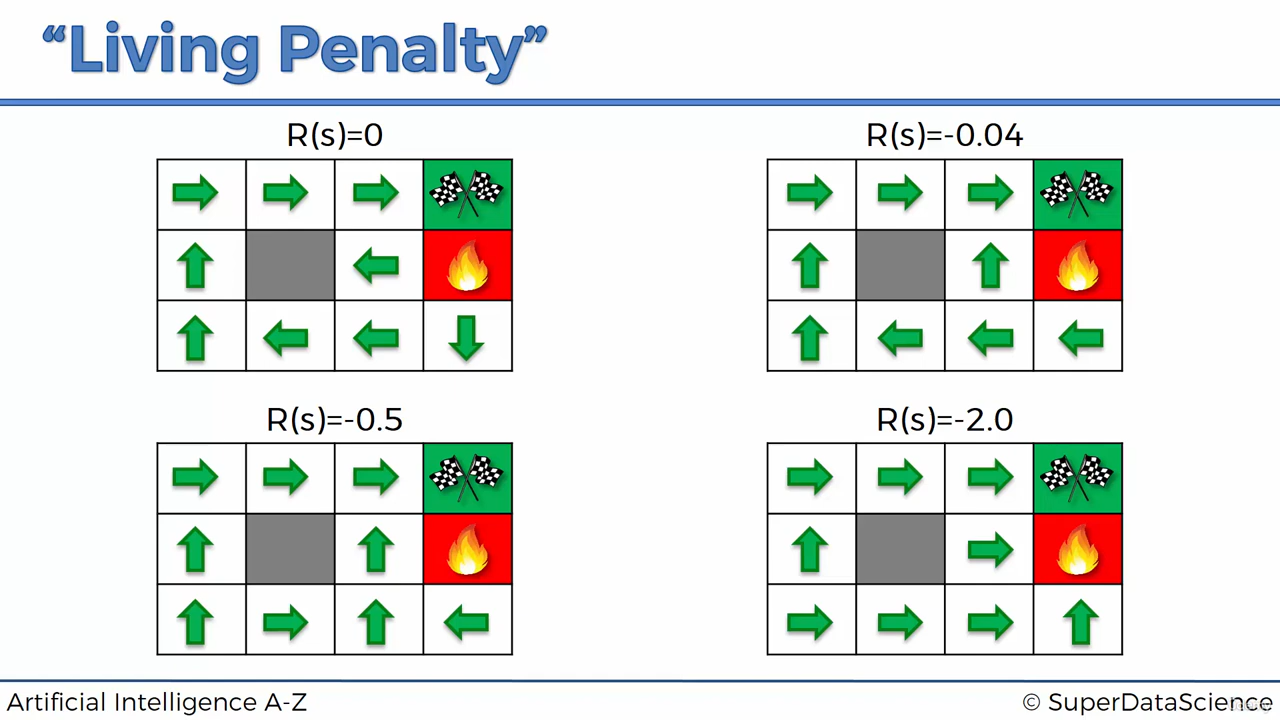 “Living Penalty”
R(s)=0
R(s)=-0.04
R(s)=-0.5
R(s)=-2.0
Artificial Intelligence A-Z
© SuperDataScience